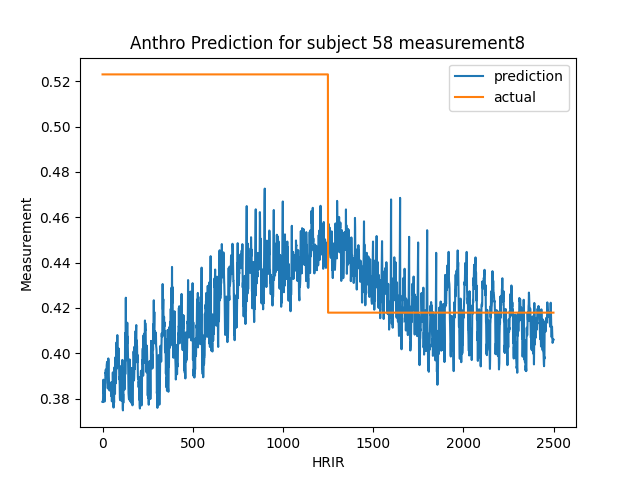 Anthro Prediction for subject 58 measurement8
prediction
actual
Measurement
0.52
0.50
0.48
0.46
0.44
0.42
0.40
0.38
0
500
1000
1500
2000
2500
HRIR